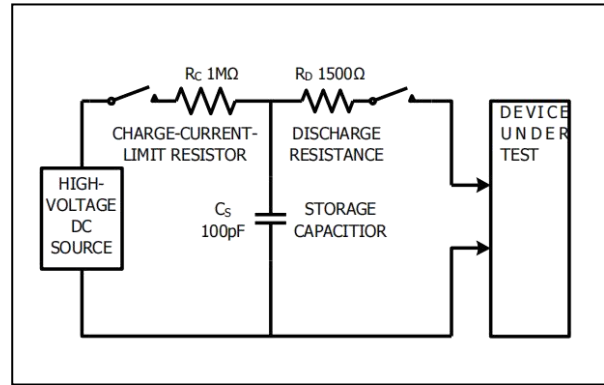 RC 1MΩ
CHARGE-CURRENT-
LIMIT RESISTOR
RD 1500Ω
DISCHARGE
RESISTANCE
DEVICE
UNDER
TEST
HIGH-
VOLTAGE
DC
SOURCE
CS
100pF
STORAGE
CAPACITIOR